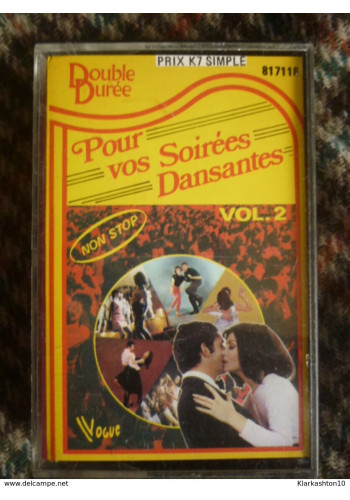 PRIX K7 SIMPLE
Double
Durée
81711
Pour
vos Soirées
Dansantes
VOL. 2
NON STOP
Vogue
www.delcampe.net
Klarkashton10